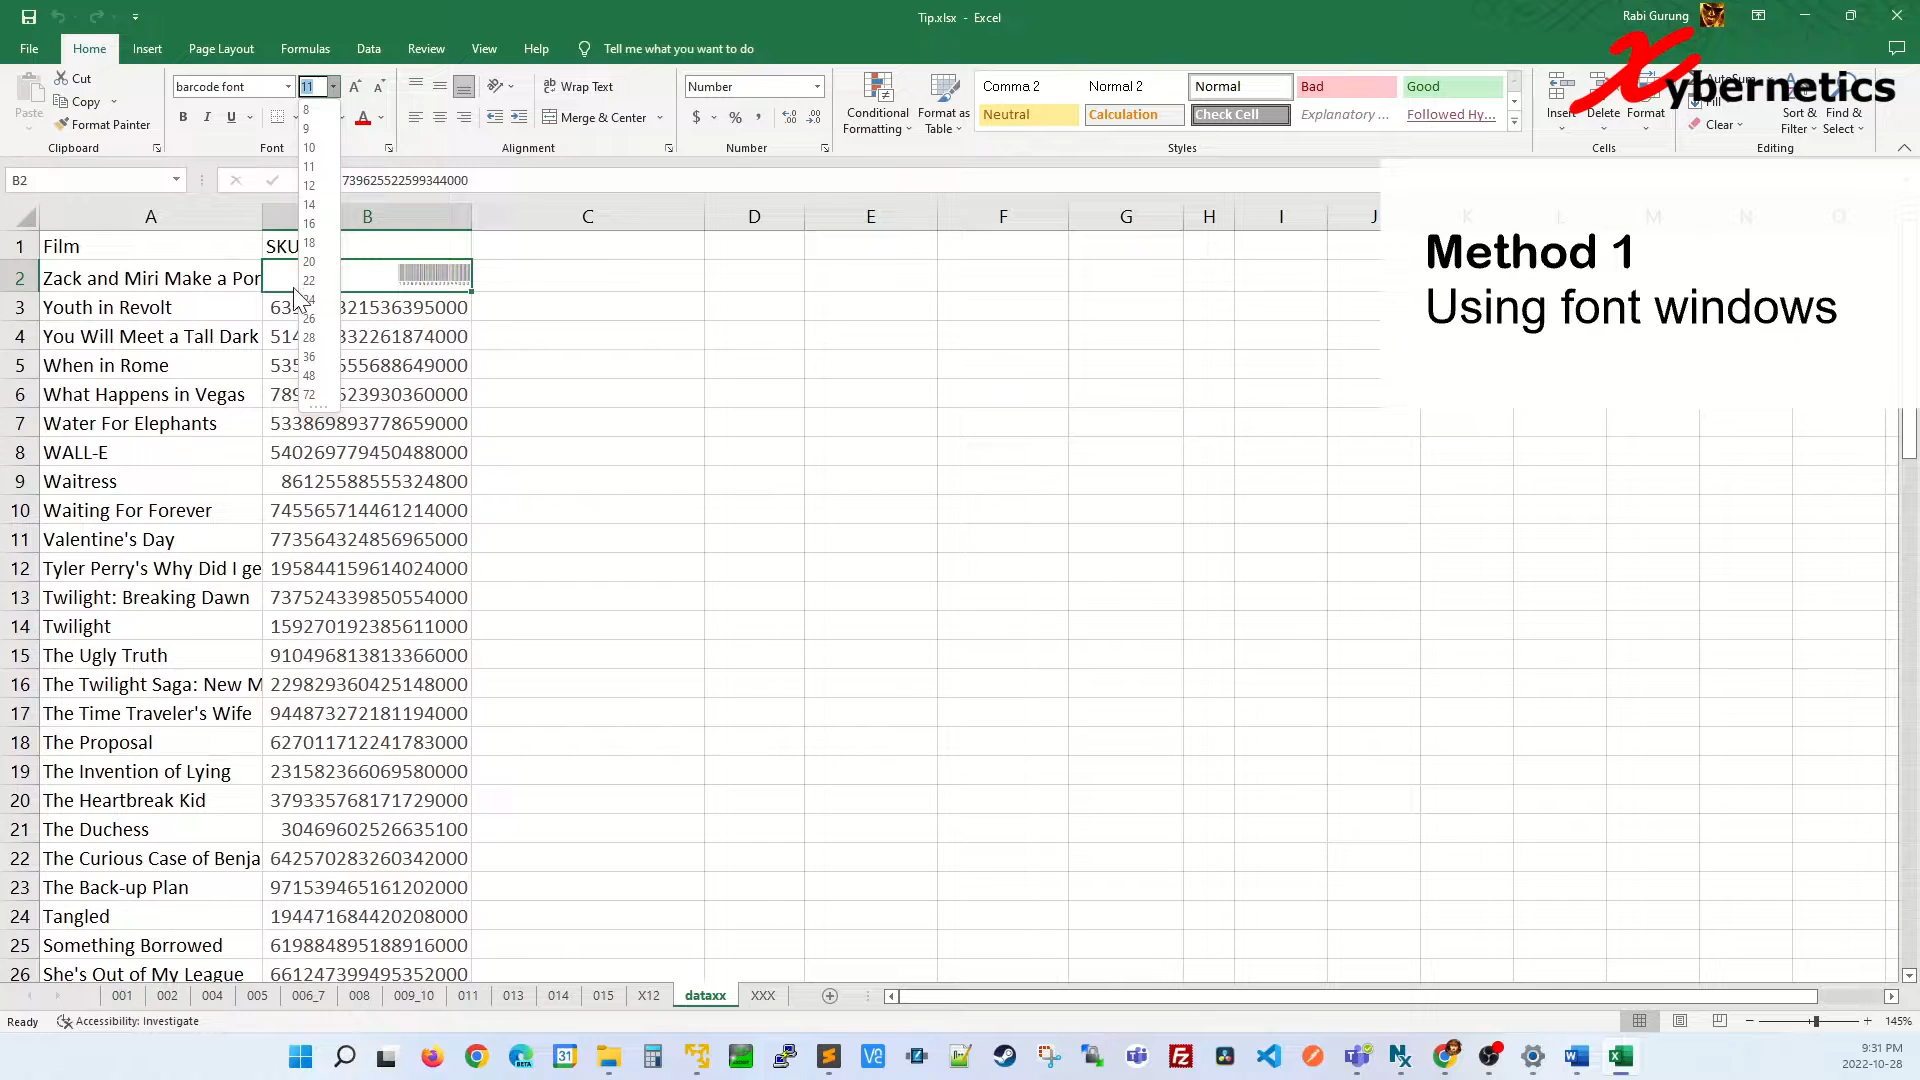 Tip.xlsx - Excel
Rabi Gurung
File Home Insert Page Layout Formulas Data Review View Help Tell me what you want to do
Xybernetics
Paste
Cut
Copy
Format Painter
Clipboard
barcode font 11
B I U
Font
Wrap Text
Merge & Center
Alignment
Number
$ %
Number
Conditional Formatting
Format as Table
Comma 2 Normal 2 Normal Bad Good
Neutral Calculation Check Cell Explanatory ... Followed Hy...
Styles
Insert Delete Format
Cells
AutoSum
Fill
Clear
Sort & Filter
Find & Select
Editing
8
9
10
11
12
14
16
18
20
22
24
26
28
36
48
72
B2
739625522599344000
A B C D E F G H I J K L M N O
Method 1
Using font windows
1 Film SKU
2 Zack and Miri Make a Por
3 Youth in Revolt 321536395000
4 You Will Meet a Tall Dark 332261874000
5 When in Rome 555688649000
6 What Happens in Vegas 523930360000
7 Water For Elephants 533869893778659000
8 WALL-E 540269779450488000
9 Waitress 86125588555324800
10 Waiting For Forever 745565714461214000
11 Valentine's Day 773564324856965000
12 Tyler Perry's Why Did I ge 195844159614024000
13 Twilight: Breaking Dawn 737524339850554000
14 Twilight 159270192385611000
15 The Ugly Truth 910496813813366000
16 The Twilight Saga: New M 229829360425148000
17 The Time Traveler's Wife 944873272181194000
18 The Proposal 627011712241783000
19 The Invention of Lying 231582366069580000
20 The Heartbreak Kid 379335768171729000
21 The Duchess 30469602526635100
22 The Curious Case of Benja 642570283260342000
23 The Back-up Plan 971539465161202000
24 Tangled 194471684420208000
25 Something Borrowed 619884895188916000
26 She's Out of My League 661247399495352000
001 002 004 005 006_7 008 009_10 011 013 014 015 X12 dataxx XXX
Ready Accessibility: Investigate
145%
9:31 PM
2022-10-28